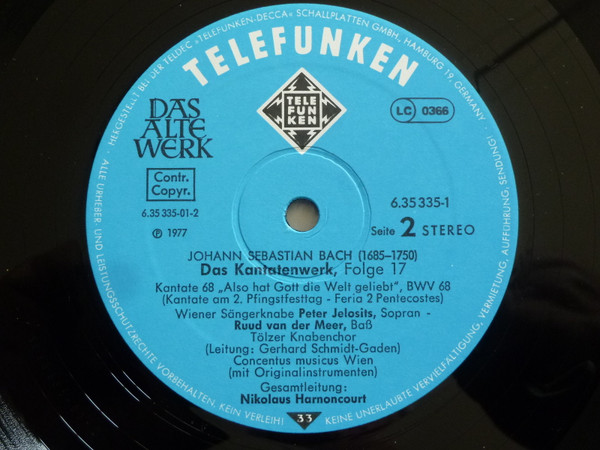 HERGESTELLT BEI DER TELDEC »TELEFUNKEN-DECCA« SCHALLPLATTEN GMBH., HAMBURG 19, GERMANY ·
TELEFUNKEN
TELE
FUN
KEN
DAS
ALTE
WERK
LC 0366
Contr.
Copyr.
6.35 335-01-2
℗ 1977
6.35 335-1
Seite 2 STEREO
JOHANN SEBASTIAN BACH (1685–1750)
Das Kantatenwerk, Folge 17
Kantate 68 „Also hat Gott die Welt geliebt", BWV 68
(Kantate am 2. Pfingstfesttag - Feria 2 Pentecostes)
Wiener Sängerknabe Peter Jelosits, Sopran -
Ruud van der Meer, Baß
Tölzer Knabenchor
(Leitung: Gerhard Schmidt-Gaden)
Concentus musicus Wien
(mit Originalinstrumenten)
Gesamtleitung:
Nikolaus Harnoncourt
33
ALLE URHEBER- UND LEISTUNGSSCHUTZRECHTE VORBEHALTEN. KEIN VERLEIH!
KEINE UNERLAUBTE VERVIELFÄLTIGUNG, VERMIETUNG, AUFFÜHRUNG, SENDUNG!